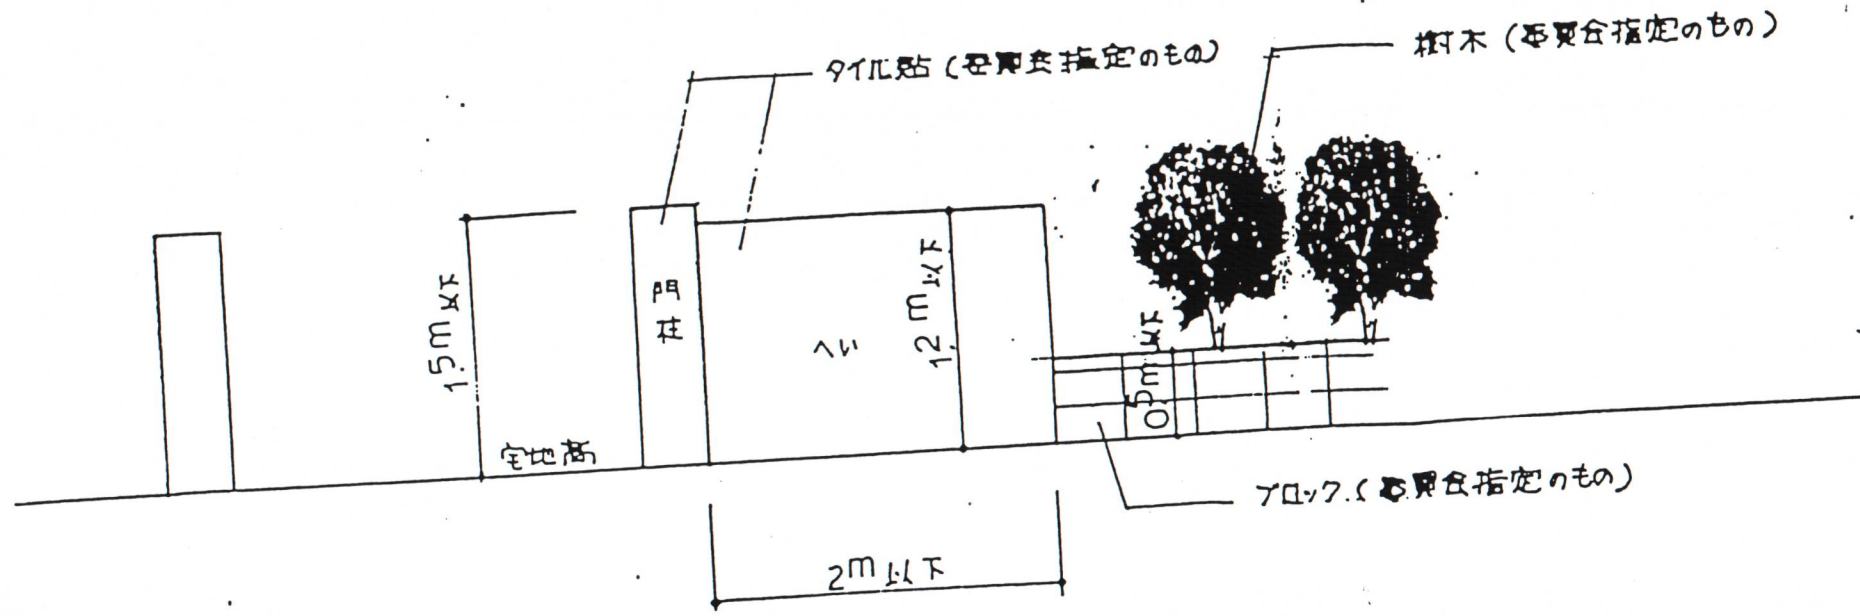 タイル貼（委員会指定のもの）
樹木（委員会指定のもの）
1.5m以下
門柱
へい
1.2m以下
0.5m以下
宅地高
ブロック（委員会指定のもの）
2m以下